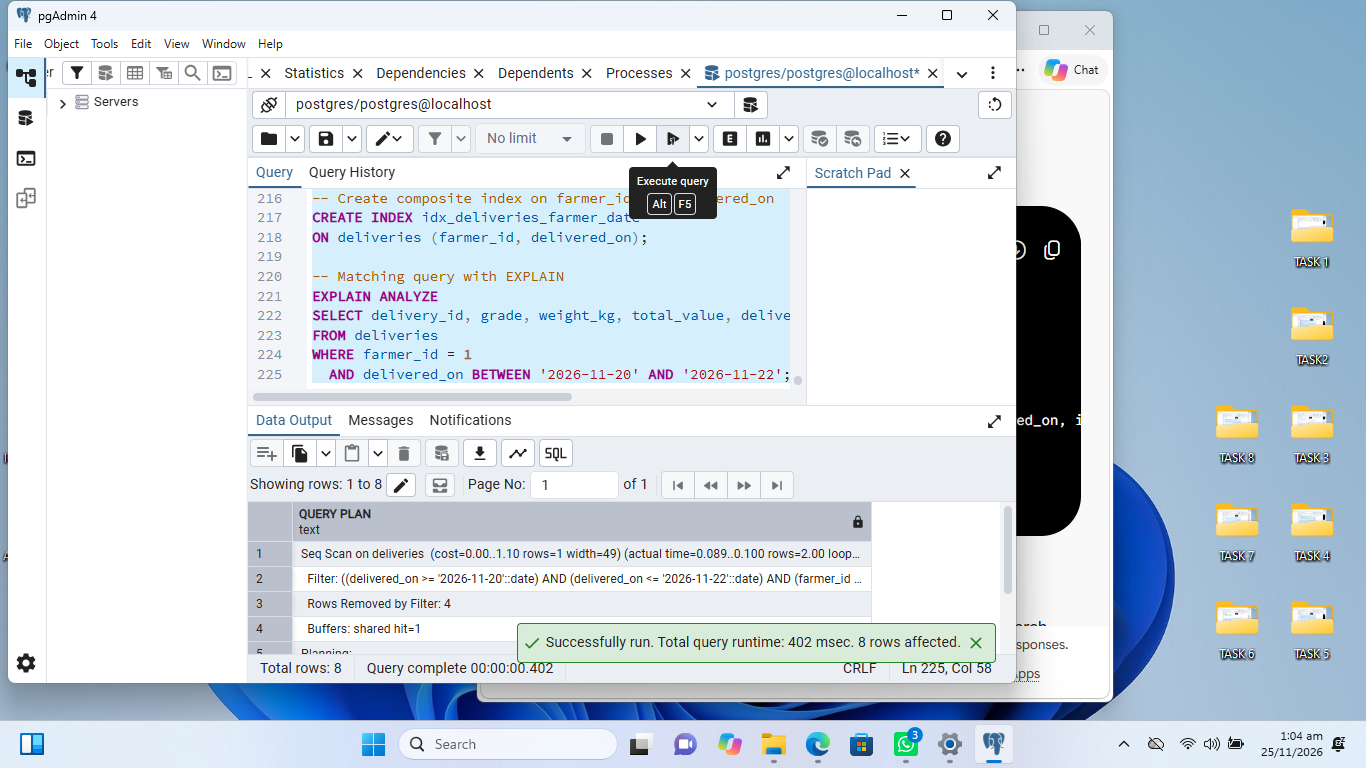 pgAdmin 4
File Object Tools Edit View Window Help
Statistics Dependencies Dependents Processes postgres/postgres@localhost*
Chat
Servers
postgres/postgres@localhost
No limit
Query Query History
Execute query
Alt F5
Scratch Pad
216 -- Create composite index on farmer_id
217 CREATE INDEX idx_deliveries_farmer_date
218 ON deliveries (farmer_id, delivered_on);
219
220 -- Matching query with EXPLAIN
221 EXPLAIN ANALYZE
222 SELECT delivery_id, grade, weight_kg, total_value, delive
223 FROM deliveries
224 WHERE farmer_id = 1
225 AND delivered_on BETWEEN '2026-11-20' AND '2026-11-22';
Data Output Messages Notifications
SQL
Showing rows: 1 to 8 Page No: 1 of 1
QUERY PLAN
text
1 Seq Scan on deliveries (cost=0.00..1.10 rows=1 width=49) (actual time=0.089..0.100 rows=2.00 loop...
2 Filter: ((delivered_on >= '2026-11-20'::date) AND (delivered_on <= '2026-11-22'::date) AND (farmer_id ...
3 Rows Removed by Filter: 4
4 Buffers: shared hit=1
5 Planning:
Successfully run. Total query runtime: 402 msec. 8 rows affected.
Total rows: 8 Query complete 00:00:00.402 CRLF Ln 225, Col 58
ed_on, i
sponses.
TASK 1
TASK2
TASK 8 TASK 3
TASK 7 TASK 4
TASK 6 TASK 5
Search
3
1:04 am
25/11/2026